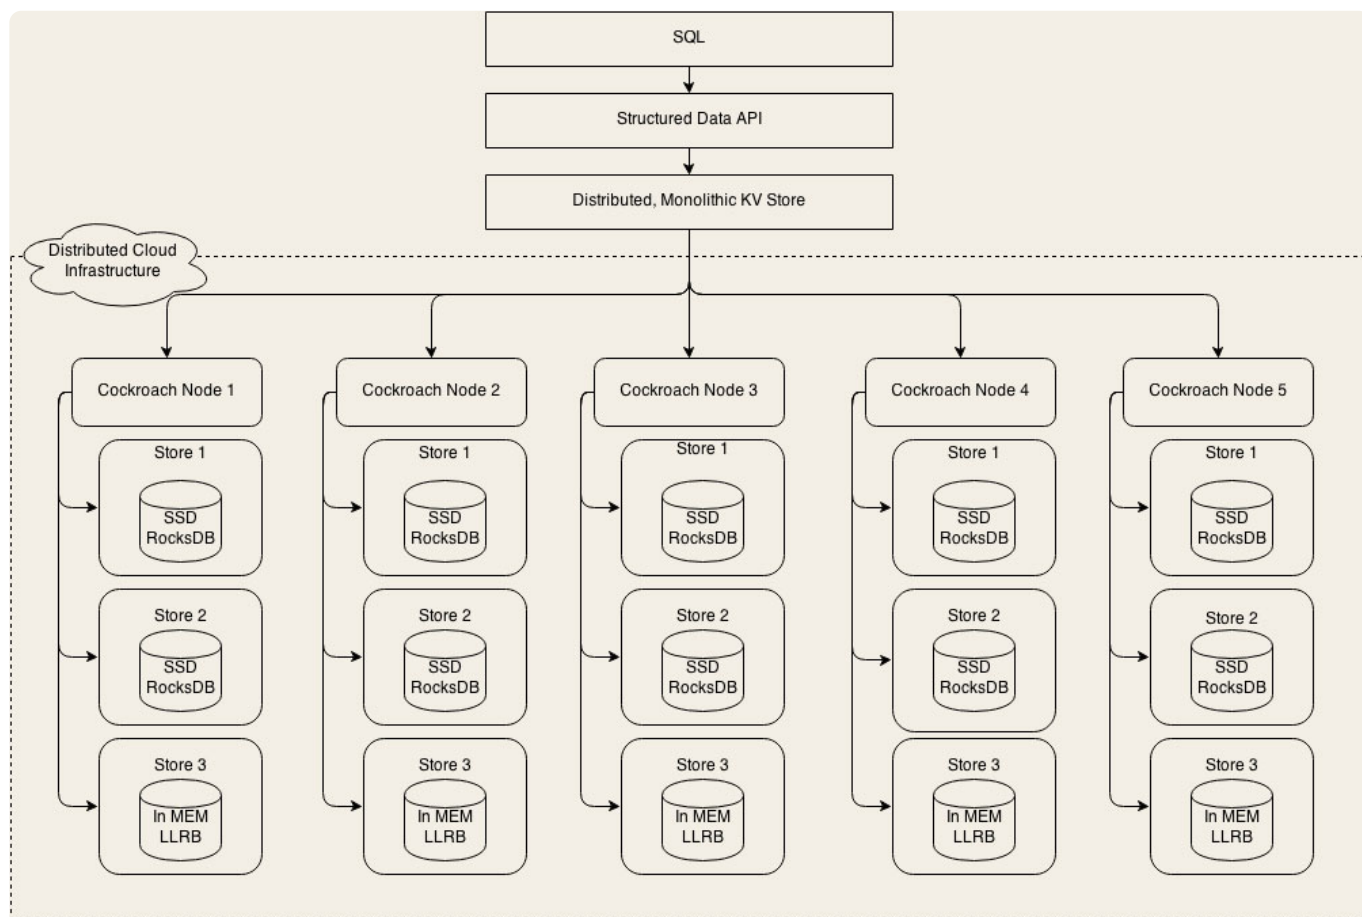 SQL
Structured Data API
Distributed, Monolithic KV Store
Distributed Cloud
Infrastructure
Cockroach Node 1
Cockroach Node 2
Cockroach Node 3
Cockroach Node 4
Cockroach Node 5
Store 1
Store 1
Store 1
Store 1
Store 1
SSD
RocksDB
SSD
RocksDB
SSD
RocksDB
SSD
RocksDB
SSD
RocksDB
Store 2
Store 2
Store 2
Store 2
Store 2
SSD
RocksDB
SSD
RocksDB
SSD
RocksDB
SSD
RocksDB
SSD
RocksDB
Store 3
Store 3
Store 3
Store 3
Store 3
In MEM
LLRB
In MEM
LLRB
In MEM
LLRB
In MEM
LLRB
In MEM
LLRB